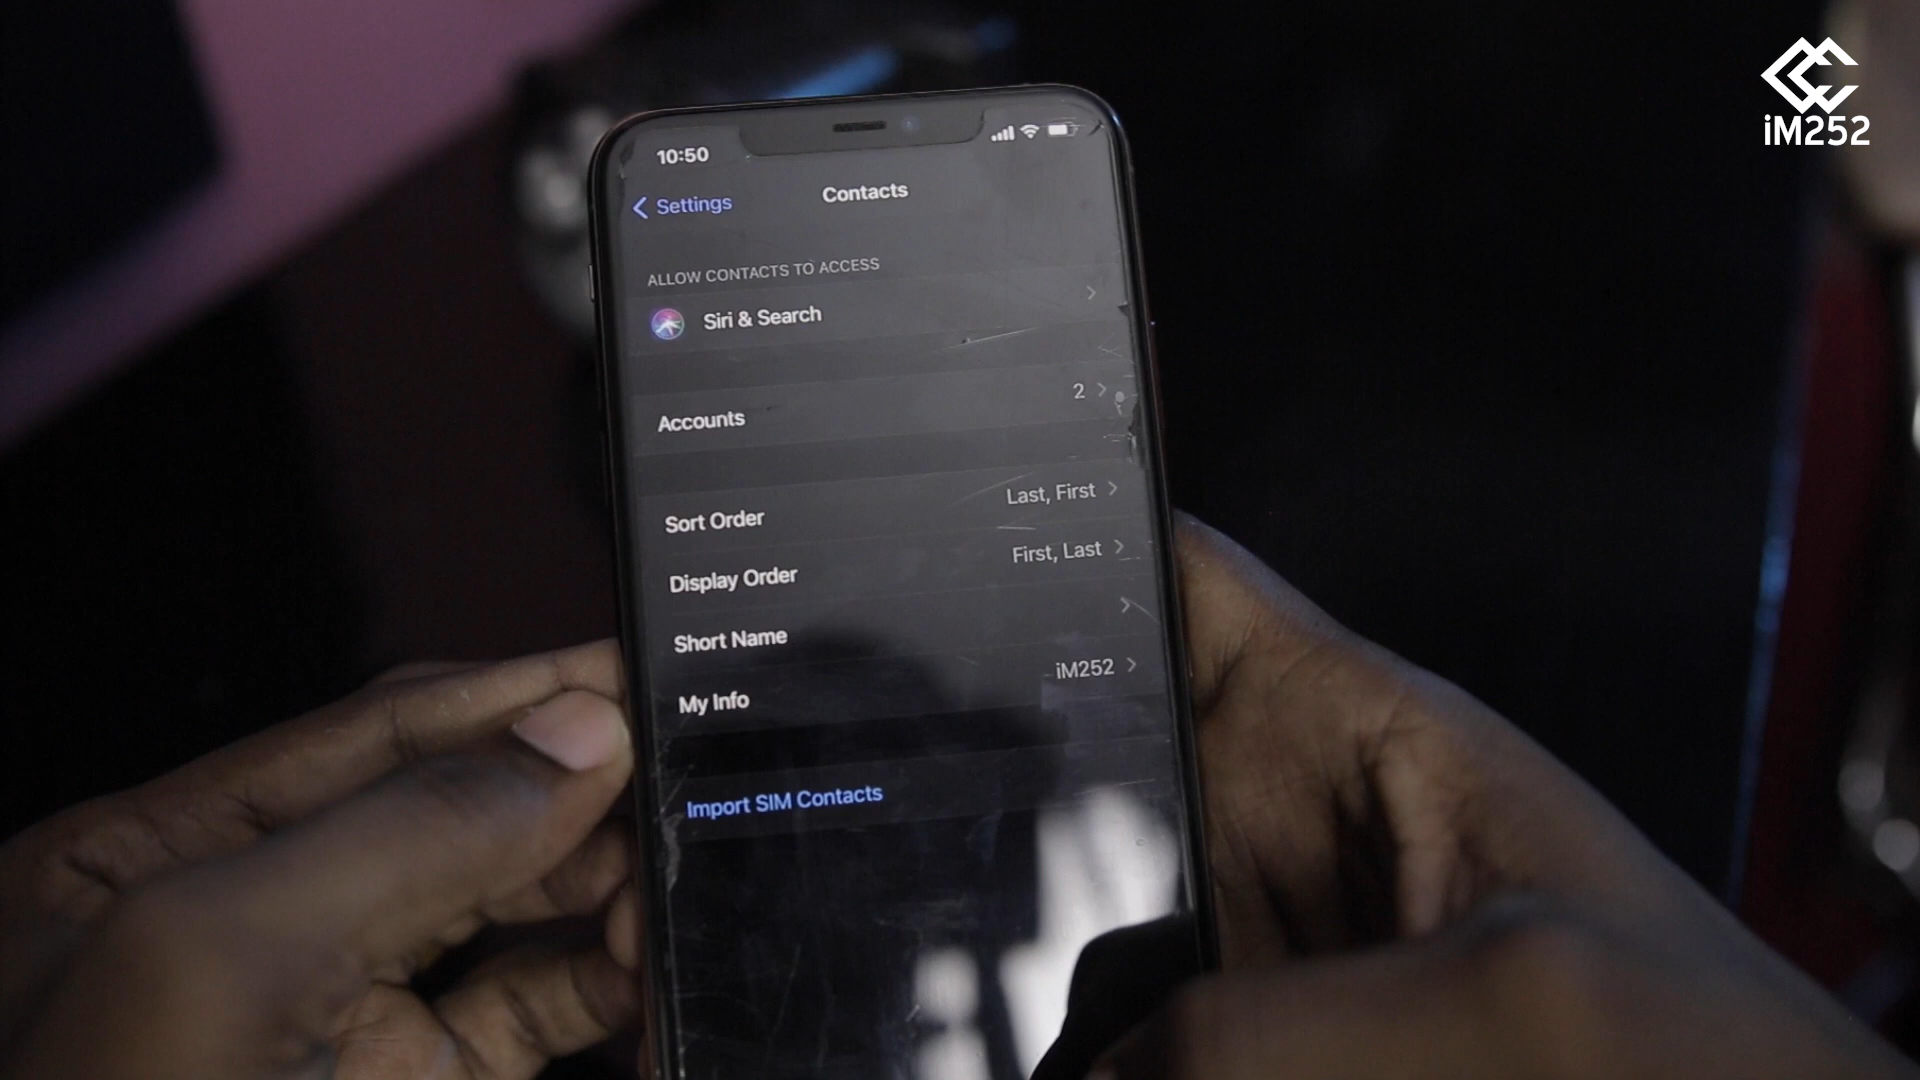 iM252
10:50
Settings
Contacts
ALLOW CONTACTS TO ACCESS
Siri & Search
Accounts 2
Sort Order Last, First
Display Order First, Last
Short Name
My Info iM252
Import SIM Contacts